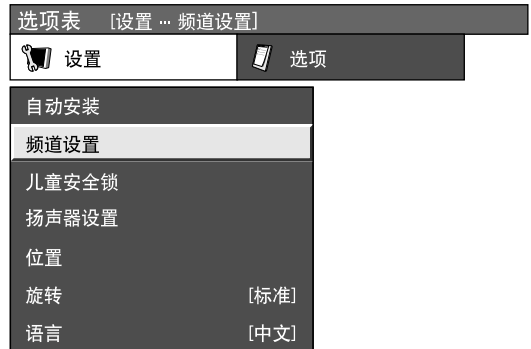 选项表 [设置 … 频道设置]
设置 选项
自动安装
频道设置
儿童安全锁
扬声器设置
位置
旋转 [标准]
语言 [中文]